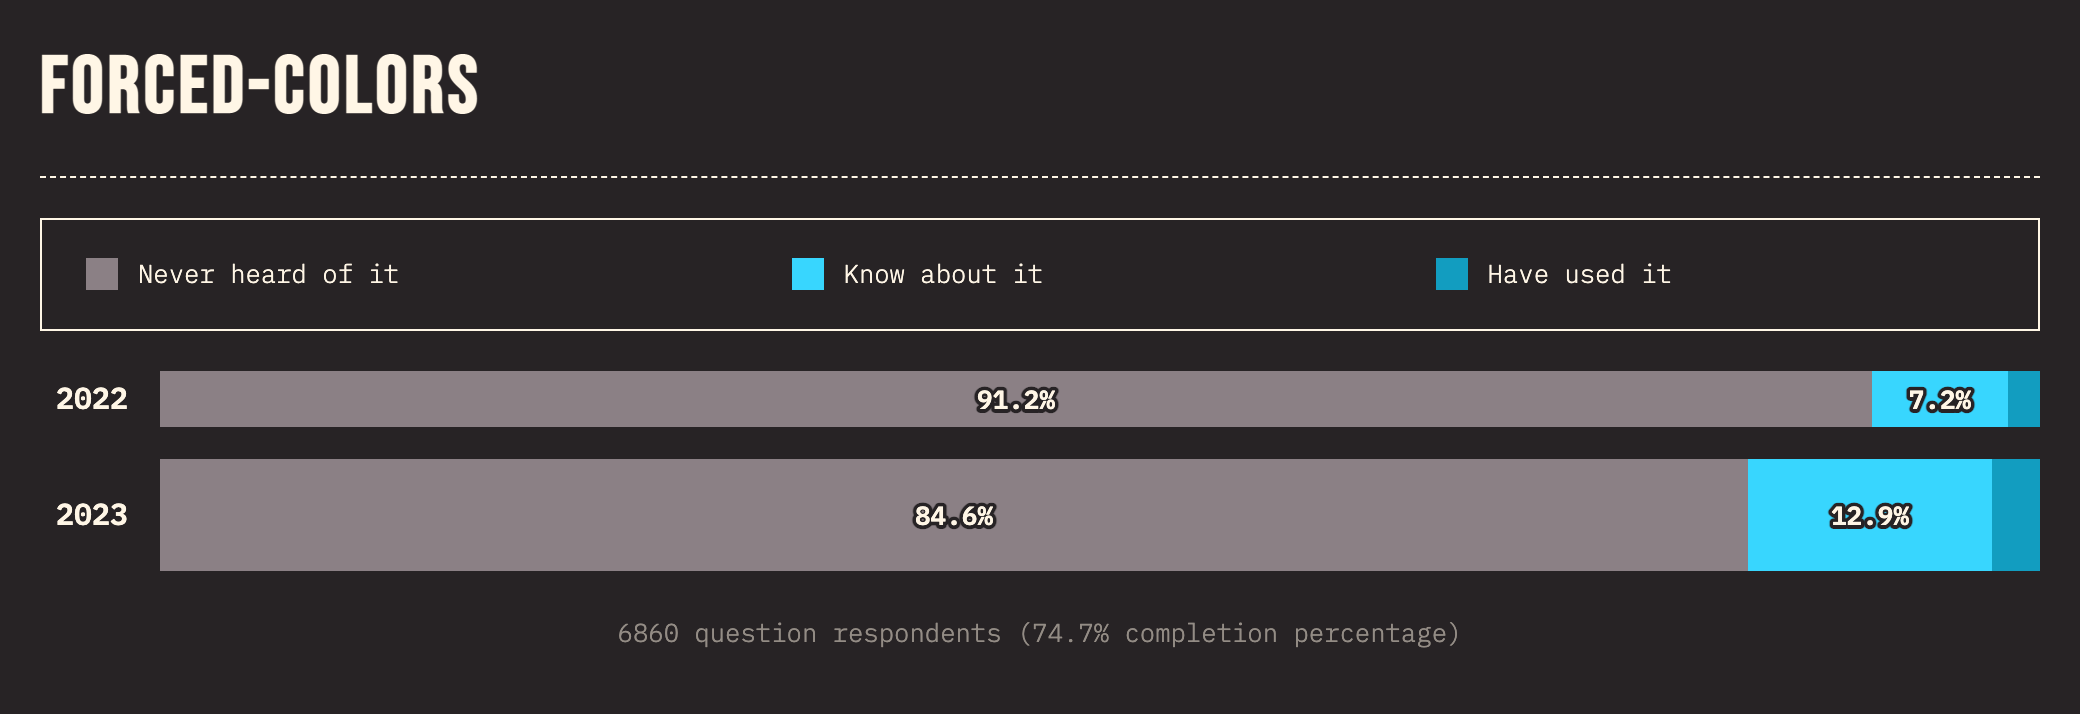 FORCED-COLORS
Never heard of it
Know about it
Have used it
2022
91.2%
7.2%
2023
84.6%
12.9%
6860 question respondents (74.7% completion percentage)